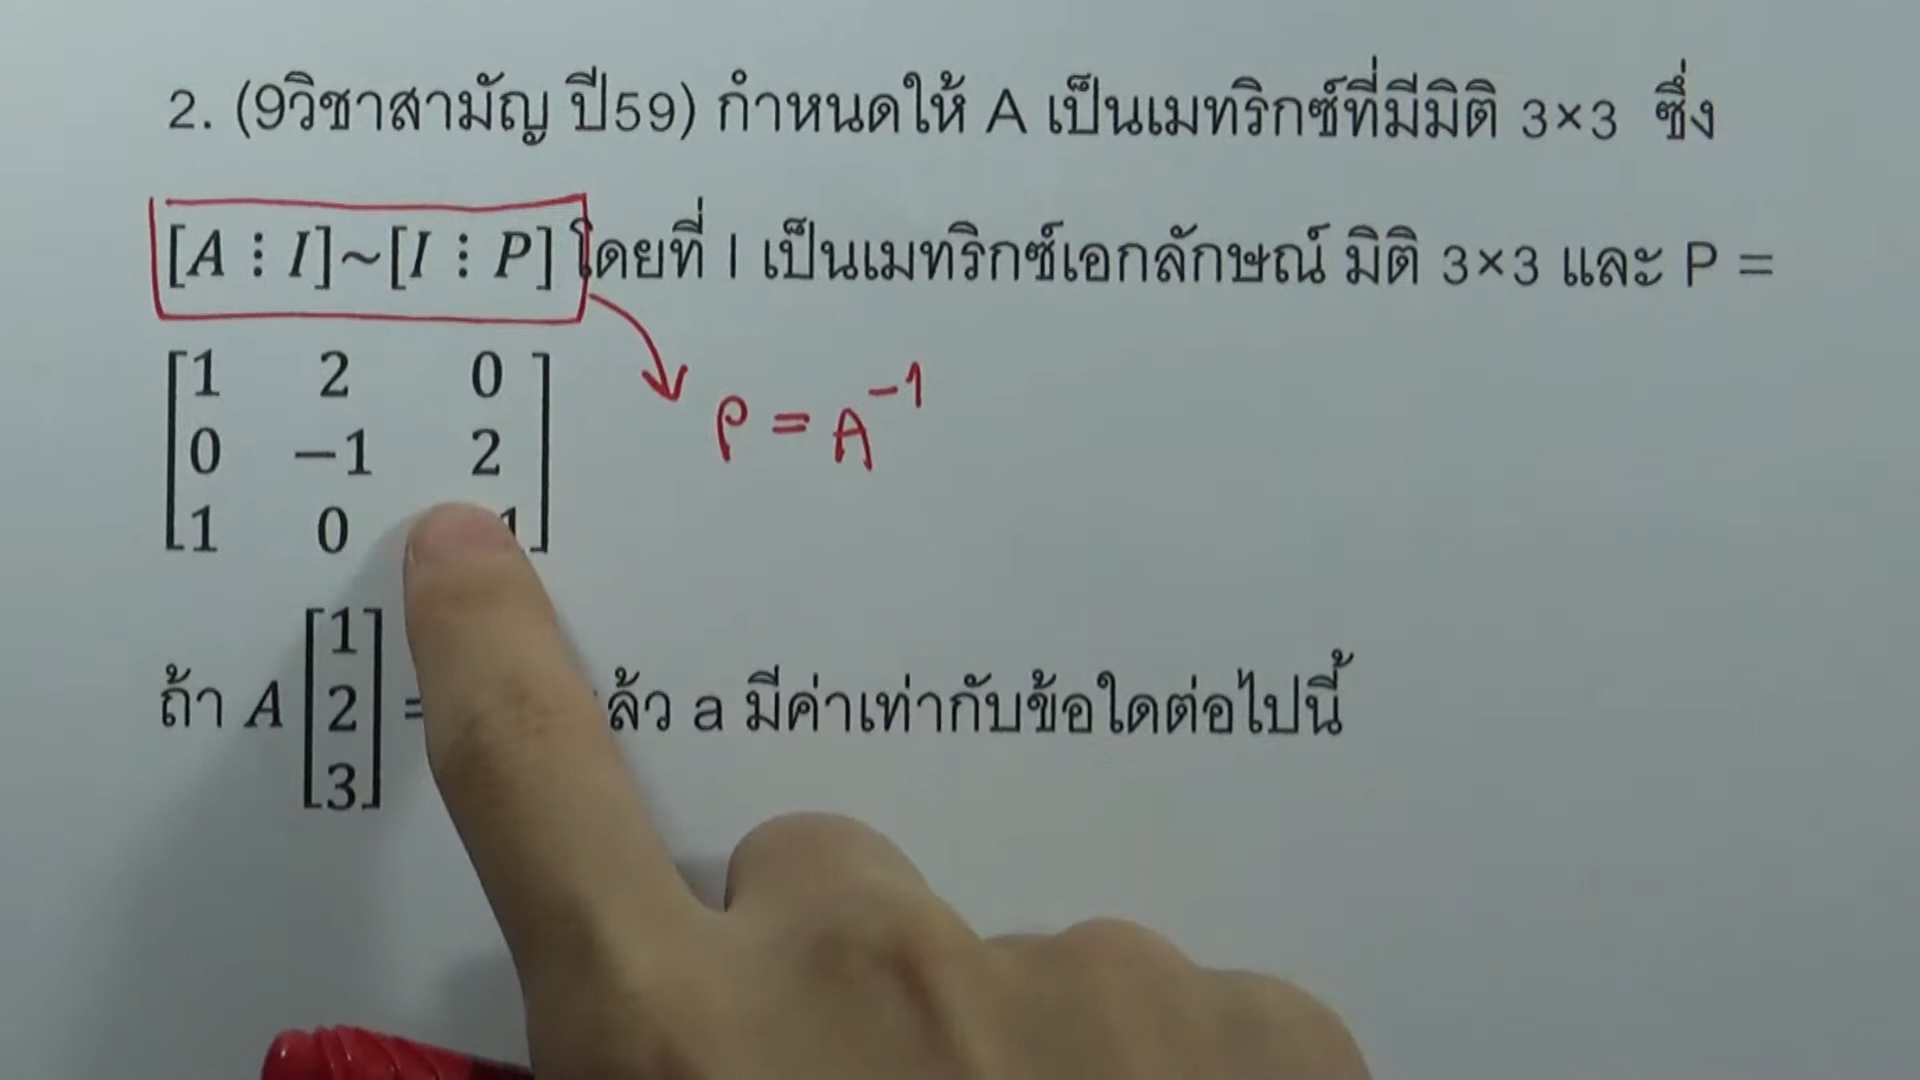 2. (9วิชาสามัญ ปี59) กำหนดให้ A เป็นเมทริกซ์ที่มีมิติ 3×3 ซึ่ง
[A ⋮ I]~[I ⋮ P] โดยที่ I เป็นเมทริกซ์เอกลักษณ์ มิติ 3×3 และ P =
1 2 0
0 −1 2
1 0 1
P = A⁻¹
ถ้า A [1 2 3] = ล้ว a มีค่าเท่ากับข้อใดต่อไปนี้